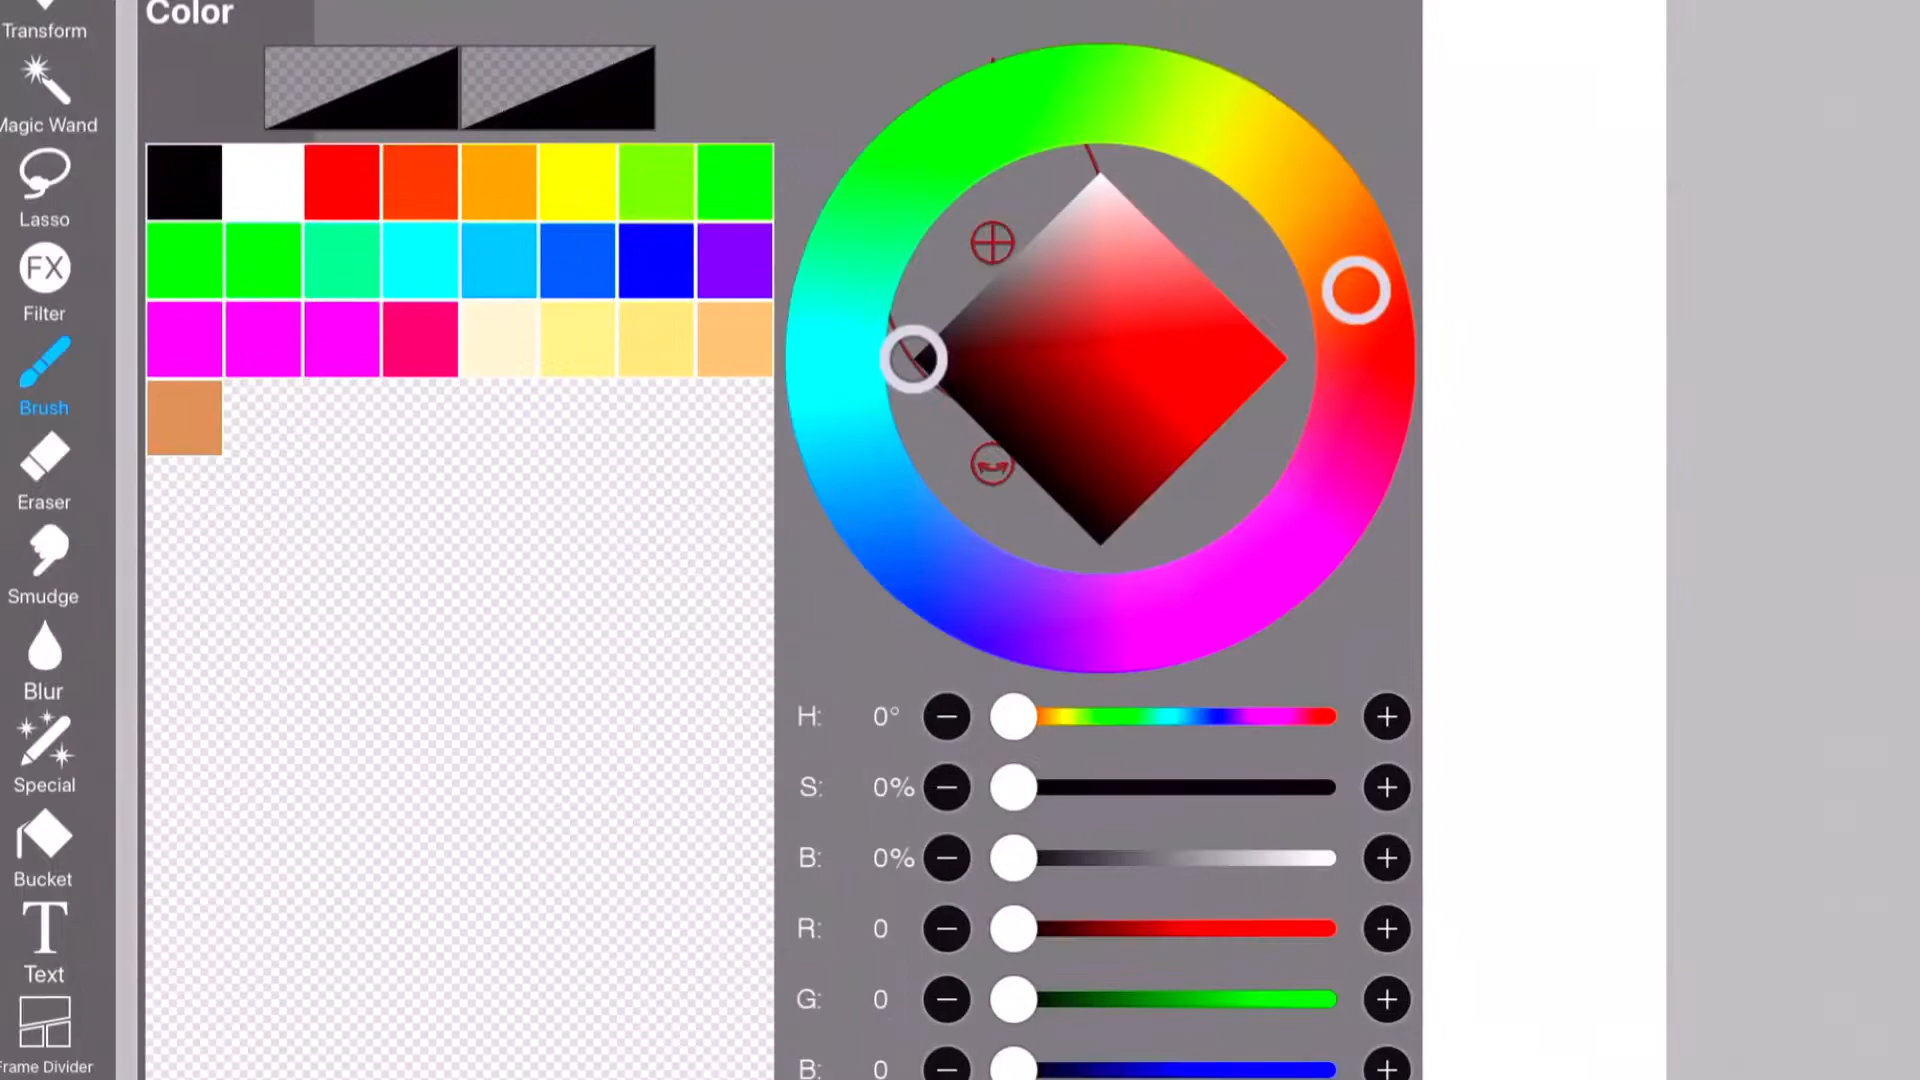 Color
Transform
Magic Wand
Lasso
FX
Filter
Brush
Eraser
Smudge
Blur
Special
Bucket
T
Text
Frame Divider
H: 0°
S: 0%
B: 0%
R: 0
G: 0
B: 0